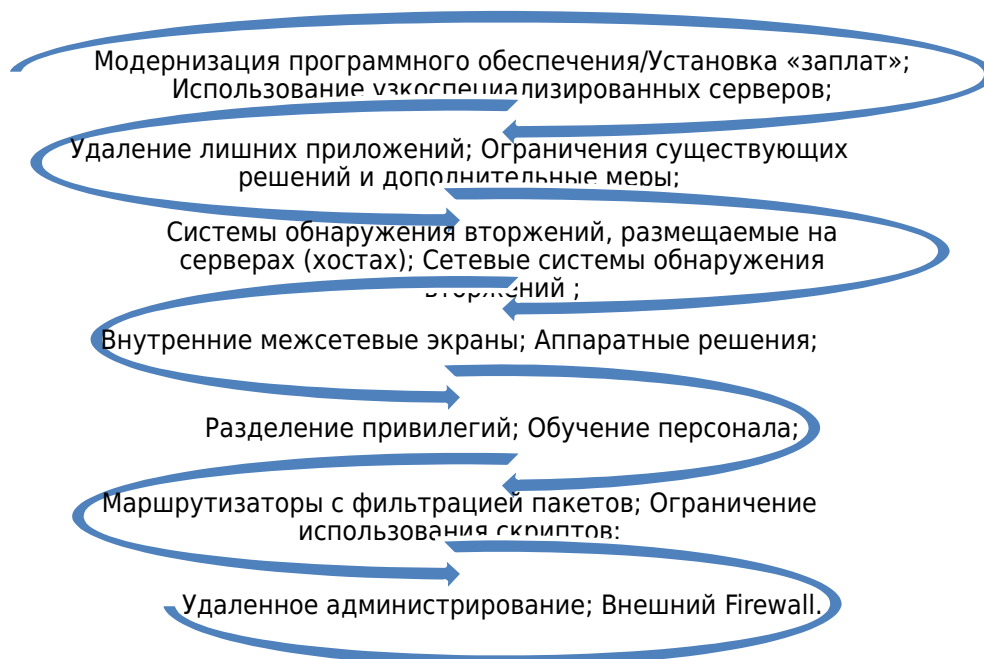 Модернизация программного обеспечения/Установка «заплат»;
Использование узкоспециализированных серверов;
Удаление лишних приложений; Ограничения существующих
решений и дополнительные меры;
Системы обнаружения вторжений, размещаемые на
серверах (хостах); Сетевые системы обнаружения
вторжений ;
Внутренние межсетевые экраны; Аппаратные решения;
Разделение привилегий; Обучение персонала;
Маршрутизаторы с фильтрацией пакетов; Ограничение
использования скриптов;
Удаленное администрирование; Внешний Firewall.